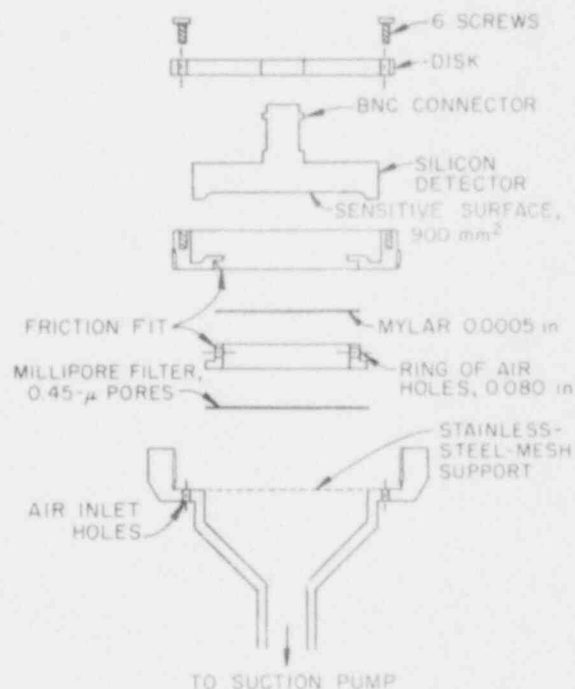 6 SCREWS
DISK
BNC CONNECTOR
SILICON
DETECTOR
SENSITIVE SURFACE,
900 mm²
FRICTION FIT
MYLAR 0.0005 in
MILLIPORE FILTER,
0.45-μ PORES
RING OF AIR
HOLES, 0.080 in
STAINLESS-
STEEL-MESH
SUPPORT
AIR INLET
HOLES
TO SUCTION PUMP